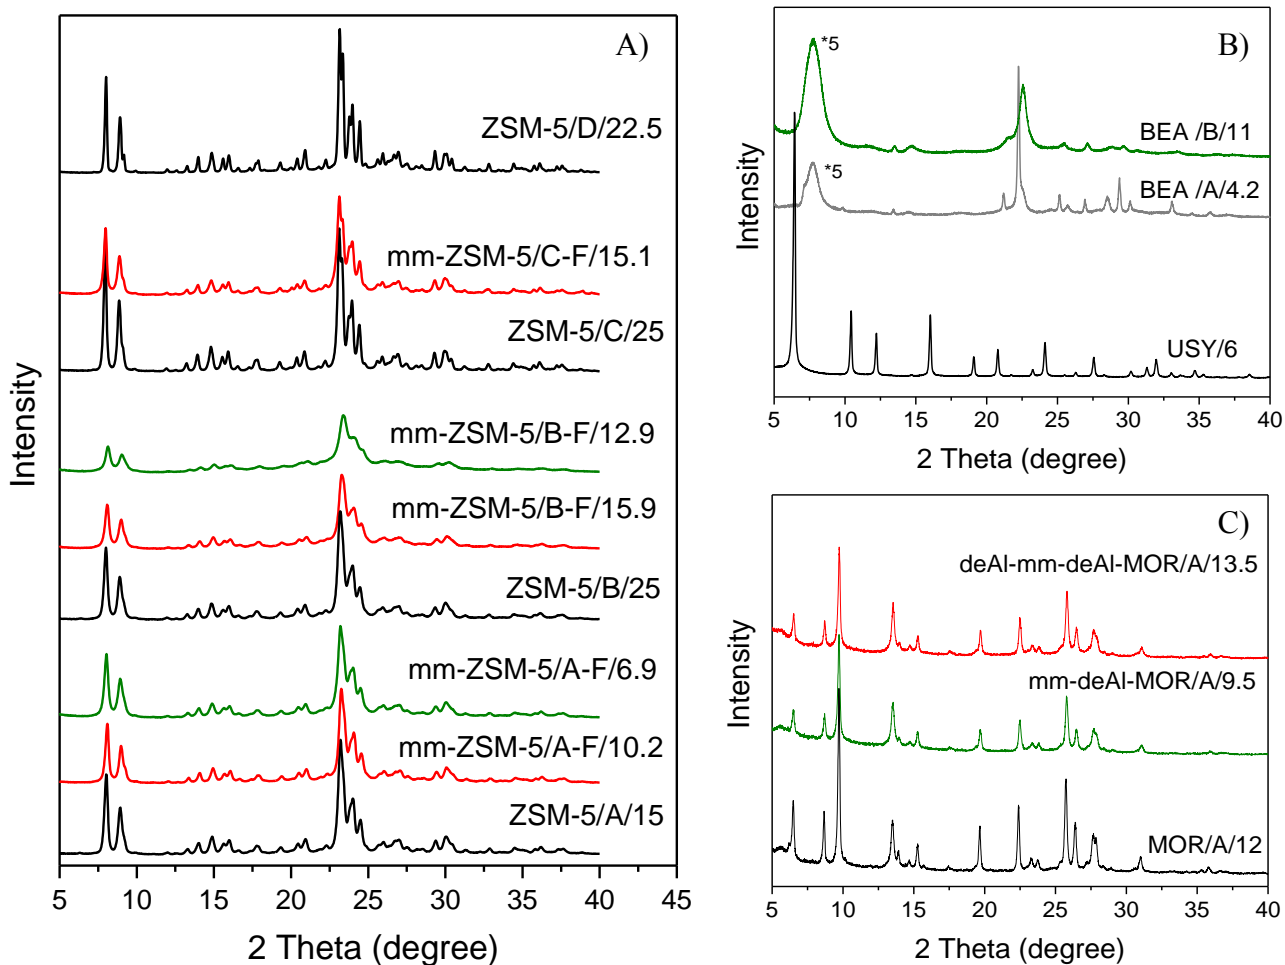 A)
ZSM-5/D/22.5
mm-ZSM-5/C-F/15.1
ZSM-5/C/25
mm-ZSM-5/B-F/12.9
mm-ZSM-5/B-F/15.9
ZSM-5/B/25
mm-ZSM-5/A-F/6.9
mm-ZSM-5/A-F/10.2
ZSM-5/A/15
Intensity
5 10 15 20 25 30 35 40 45
2 Theta (degree)
B)
*5
BEA /B/11
*5
BEA /A/4.2
USY/6
Intensity
5 10 15 20 25 30 35 40
2 Theta (degree)
C)
deAl-mm-deAl-MOR/A/13.5
mm-deAl-MOR/A/9.5
MOR/A/12
Intensity
5 10 15 20 25 30 35 40
2 Theta (degree)